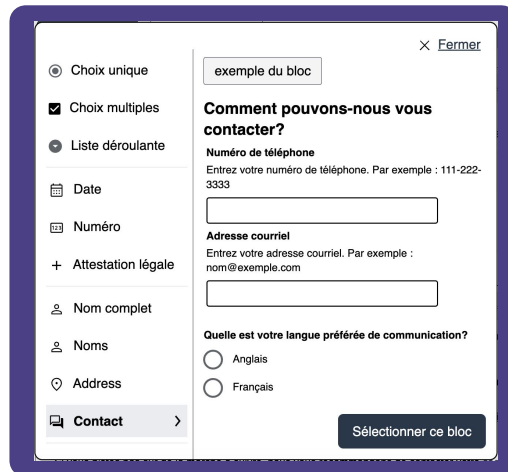 Fermer
Choix unique
Choix multiples
Liste déroulante
Date
123 Numéro
Attestation légale
Nom complet
Noms
Address
Contact
exemple du bloc
Comment pouvons-nous vous
contacter?
Numéro de téléphone
Entrez votre numéro de téléphone. Par exemple : 111-222-
3333
Adresse courriel
Entrez votre adresse courriel. Par exemple :
nom@exemple.com
Quelle est votre langue préférée de communication?
Anglais
Français
Sélectionner ce bloc